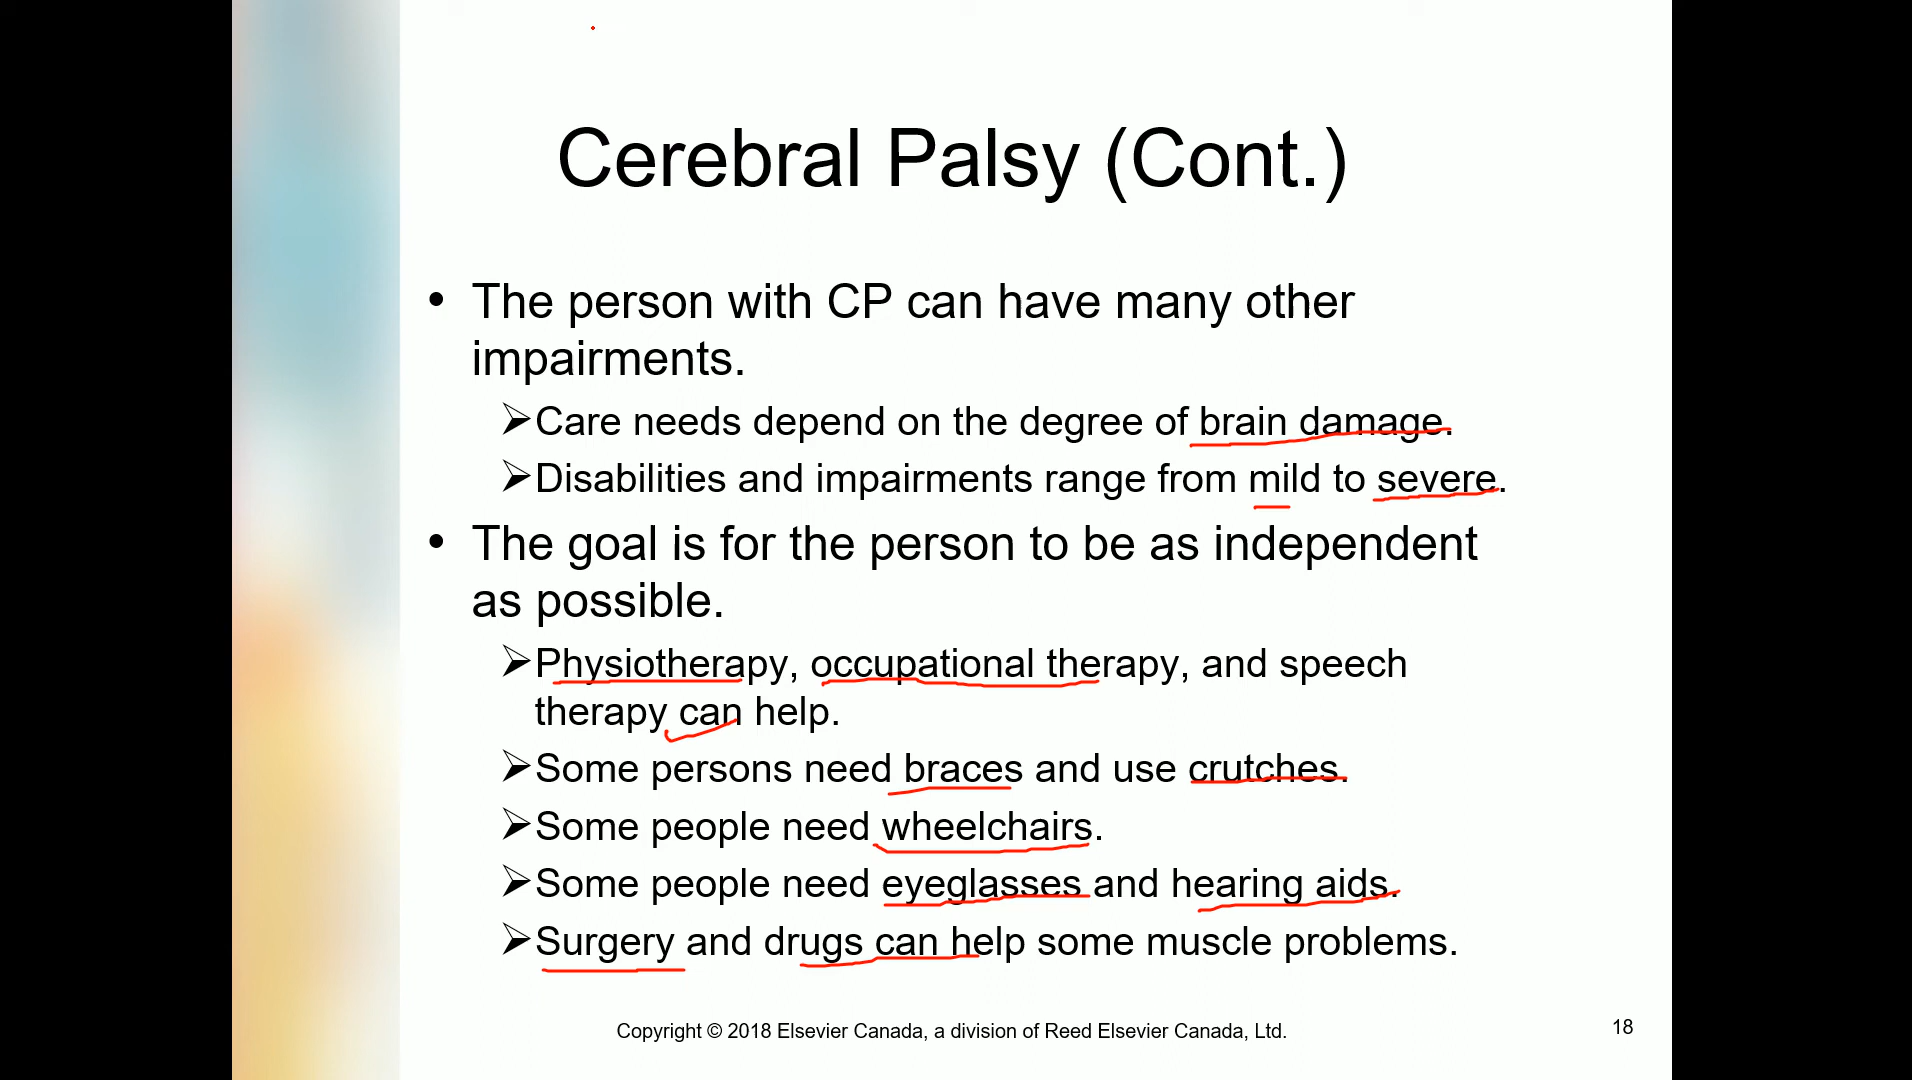 Cerebral Palsy (Cont.)
• The person with CP can have many other
impairments.
➢Care needs depend on the degree of brain damage.
➢Disabilities and impairments range from mild to severe.
• The goal is for the person to be as independent
as possible.
➢Physiotherapy, occupational therapy, and speech
therapy can help.
➢Some persons need braces and use crutches.
➢Some people need wheelchairs.
➢Some people need eyeglasses and hearing aids.
➢Surgery and drugs can help some muscle problems.
Copyright © 2018 Elsevier Canada, a division of Reed Elsevier Canada, Ltd.
18